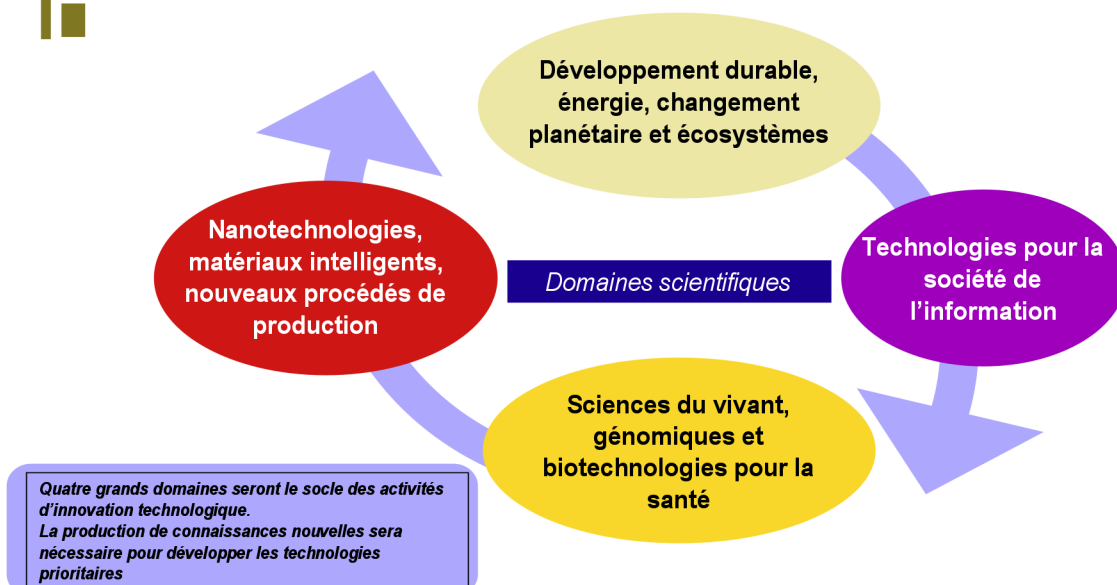 Développement durable,
énergie, changement
planétaire et écosystèmes
Nanotechnologies,
matériaux intelligents,
nouveaux procédés de
production
Domaines scientifiques
Technologies pour la
société de
l’information
Sciences du vivant,
génomiques et
biotechnologies pour la
santé
Quatre grands domaines seront le socle des activités
d’innovation technologique.
La production de connaissances nouvelles sera
nécessaire pour développer les technologies
prioritaires